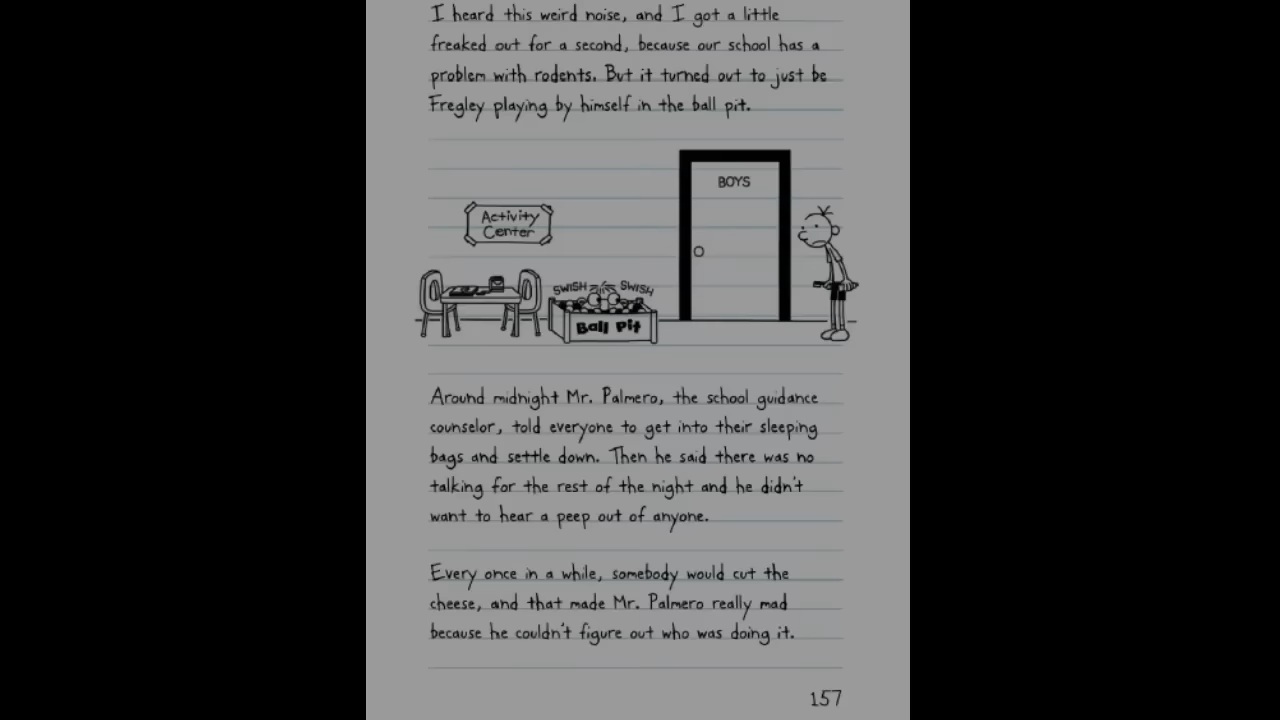 I heard this weird noise, and I got a little
freaked out for a second, because our school has a
problem with rodents. But it turned out to just be
Fregley playing by himself in the ball pit.
BOYS
Activity
Center
SWISH SWISH
Ball Pit
Around midnight Mr. Palmero, the school guidance
counselor, told everyone to get into their sleeping
bags and settle down. Then he said there was no
talking for the rest of the night and he didn't
want to hear a peep out of anyone.
Every once in a while, somebody would cut the
cheese, and that made Mr. Palmero really mad
because he couldn't figure out who was doing it.
157